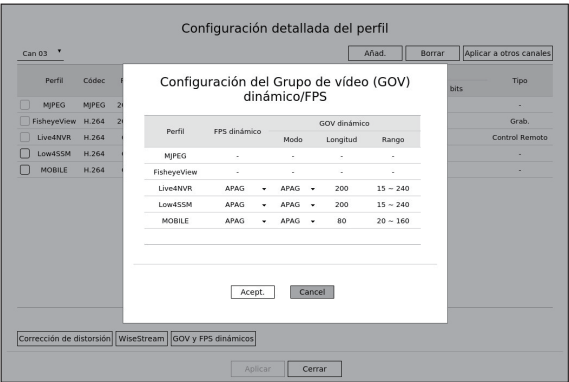 Configuración detallada del perfil
Can 03 Añad. Borrar Aplicar a otros canales
Perfil Códec bits Tipo
MJPEG MJPEG -
FisheyeView H.264 Grab.
Live4NVR H.264 Control Remoto
Low4SSM H.264 -
MOBILE H.264 -
Configuración del Grupo de vídeo (GOV)
dinámico/FPS
Perfil FPS dinámico GOV dinámico
Modo Longitud Rango
MJPEG - - - -
FisheyeView - - - -
Live4NVR APAG APAG 200 15 ~ 240
Low4SSM APAG APAG 200 15 ~ 240
MOBILE APAG APAG 80 20 ~ 160
Acept. Cancel
Corrección de distorsión WiseStream GOV y FPS dinámicos
Aplicar Cerrar